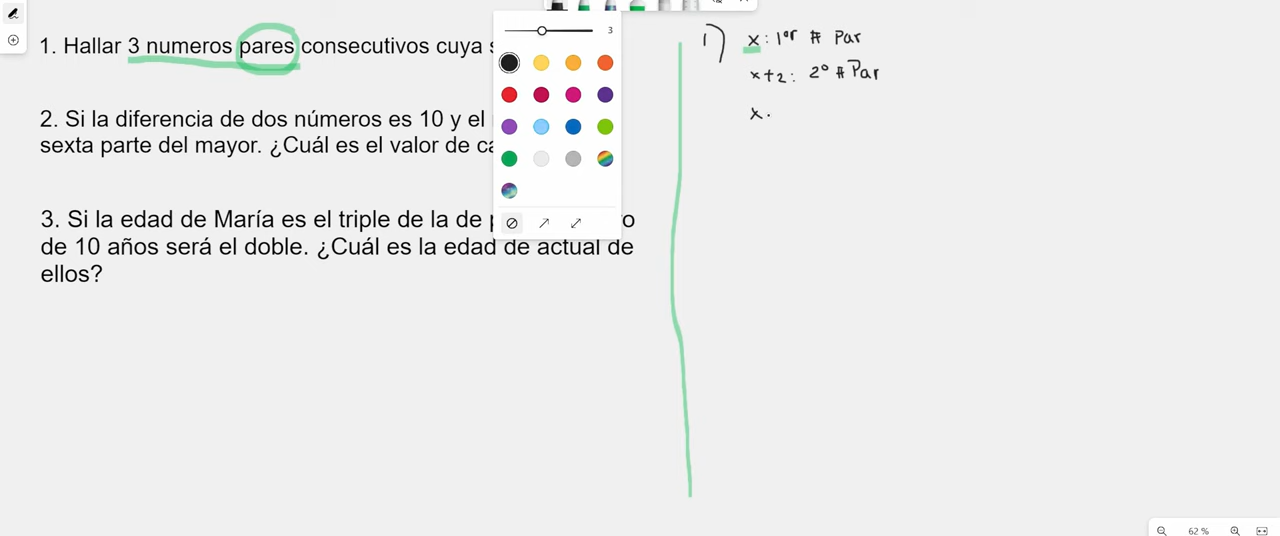 1. Hallar 3 numeros pares consecutivos cuya
2. Si la diferencia de dos números es 10 y el
sexta parte del mayor. ¿Cuál es el valor de
3. Si la edad de María es el triple de la de
de 10 años será el doble. ¿Cuál es la edad de actual de
ellos?
3
1) x : 1er # Par
x+2 : 2º # Par
x.
62 %